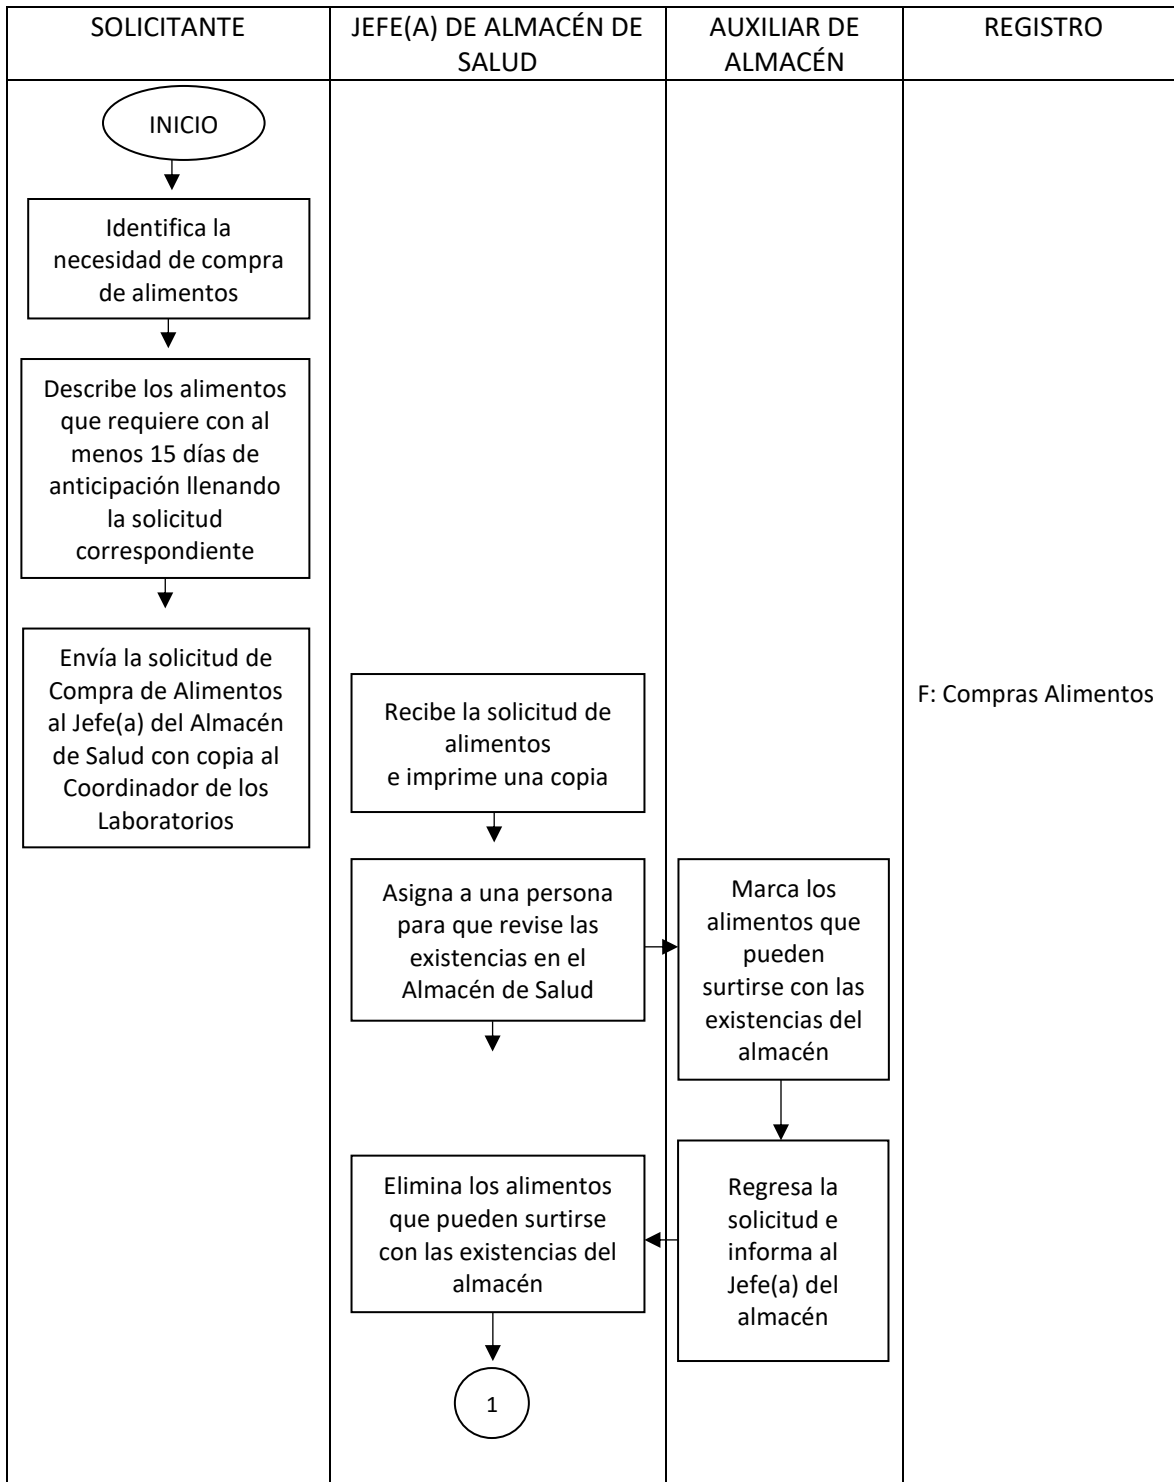 SOLICITANTE
JEFE(A) DE ALMACÉN DE
SALUD
AUXILIAR DE
ALMACÉN
REGISTRO
INICIO
Identifica la
necesidad de compra
de alimentos
Describe los alimentos
que requiere con al
menos 15 días de
anticipación llenando
la solicitud
correspondiente
Envía la solicitud de
Compra de Alimentos
al Jefe(a) del Almacén
de Salud con copia al
Coordinador de los
Laboratorios
Recibe la solicitud de
alimentos
e imprime una copia
F: Compras Alimentos
Asigna a una persona
para que revise las
existencias en el
Almacén de Salud
Marca los
alimentos que
pueden
surtirse con las
existencias del
almacén
Regresa la
solicitud e
informa al
Jefe(a) del
almacén
Elimina los alimentos
que pueden surtirse
con las existencias del
almacén
1